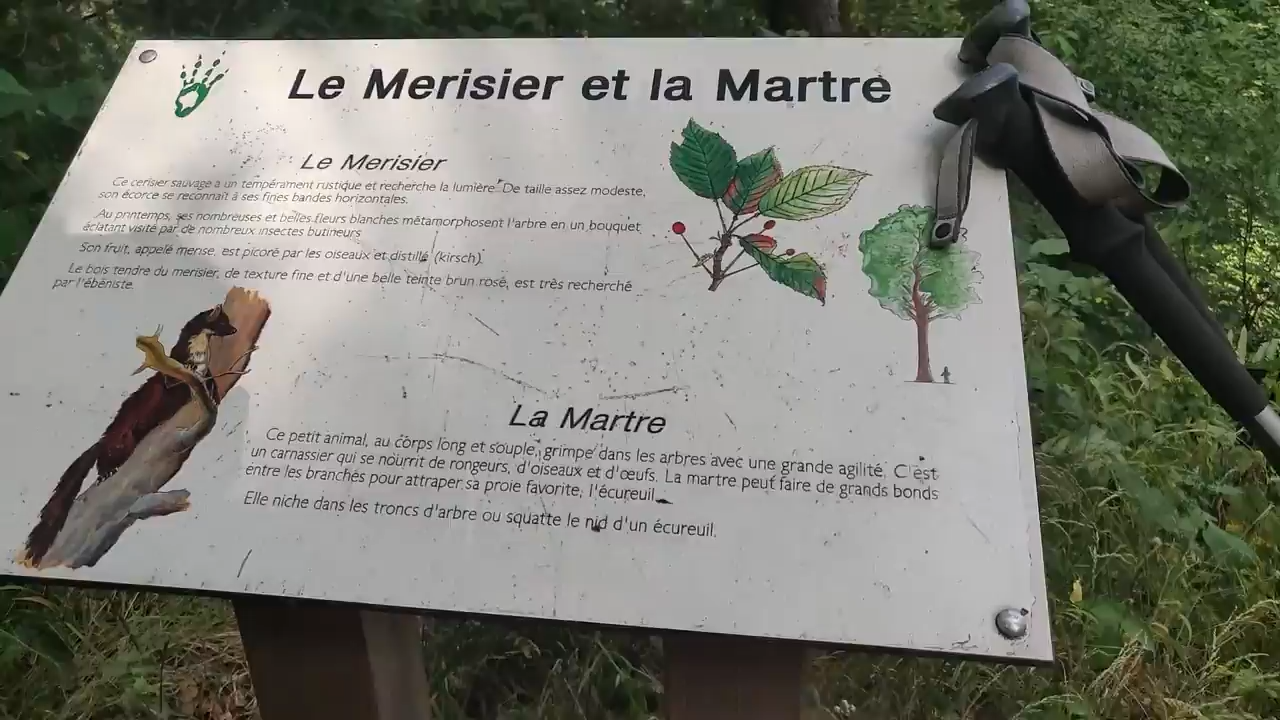 Le Merisier et la Martre
Le Merisier
Ce cerisier sauvage a un tempérament rustique et recherche la lumière. De taille assez modeste,
son écorce se reconnaît à ses fines bandes horizontales.
Au printemps, ses nombreuses et belles fleurs blanches métamorphosent l'arbre en un bouquet
éclatant visité par de nombreux insectes butineurs
Son fruit, appelé merise, est picoré par les oiseaux et distillé (kirsch).
Le bois tendre du merisier, de texture fine et d'une belle teinte brun rosé, est très recherché
par l'ébéniste.
La Martre
Ce petit animal, au corps long et souple, grimpe dans les arbres avec une grande agilité. C'est
un carnassier qui se nourrit de rongeurs, d'oiseaux et d'œufs. La martre peut faire de grands bonds
entre les branches pour attraper sa proie favorite, l'écureuil.
Elle niche dans les troncs d'arbre ou squatte le nid d'un écureuil.